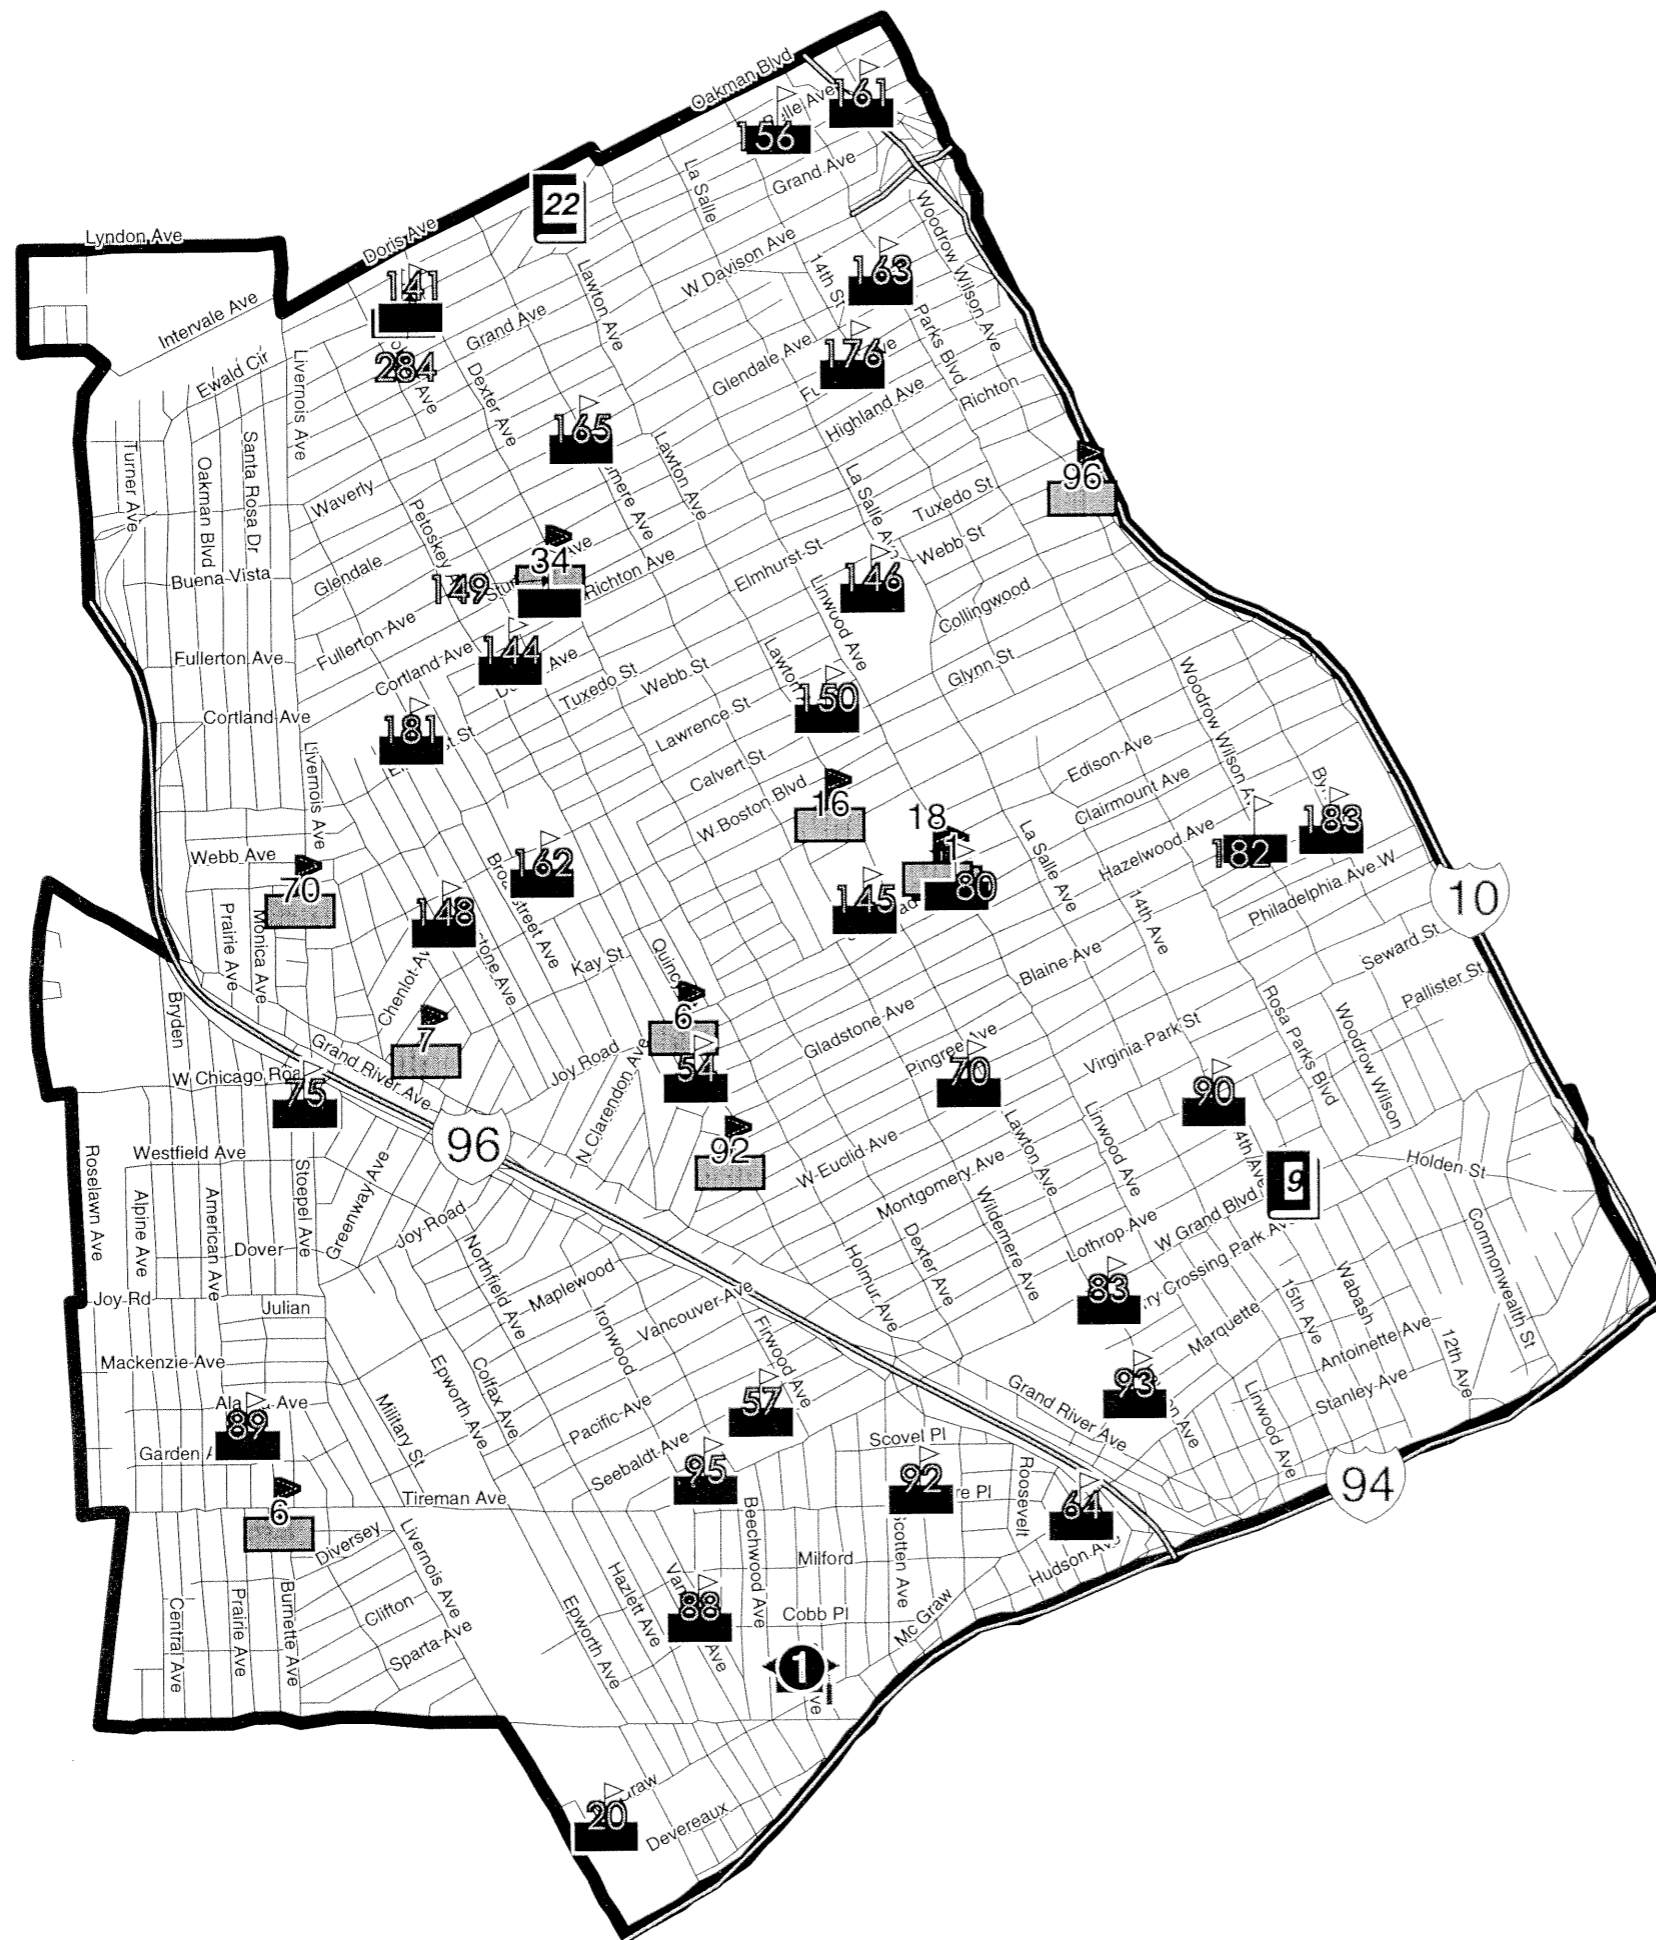 Oakman Blvd
161
Belle Ave
156
Grand Ave
La Salle
22
Woodrow Wilson Ave
Lyndon Ave
Doris Ave
W Davison Ave
14th St
163
Lawton Ave
141
Intervale Ave
Grand Ave
Parks Blvd
176
Glendale Ave
284
Ewald Cir
Livernois Ave
Dexter Ave
Highland Ave
Richton
165
Turner Ave
Oakman Blvd
Santa Rosa Dr
Lawton Ave
La Salle Ave
96
Waverly
Petoskey
Tuxedo St
34
Webb St
Elmhurst St
Richton Ave
146
Buena Vista
Glendale
149
Linwood Ave
Collingwood
Fullerton Ave
Fullerton Ave
144
Cortland Ave
Webb St
Lawton
Glynn St
Tuxedo St
Woodrow Wilson A
150
Cortland Ave
181
Lawrence St
Livernois Ave
Calvert St
Edison Ave
W Boston Blvd
16
Clairmount Ave
18
1
80
La Salle Ave
Hazelwood Ave
182
183
Webb Ave
70
162
145
10
Philadelphia Ave W
148
14th Ave
Prairie Ave
Monica Ave
Kay St
Seward St
Blaine Ave
Pallister St
Bryden
7
6
Gladstone Ave
Rosa Parks Blvd
Woodrow Wilson
Grand River Ave
54
Pingree Ave
70
Virginia Park St
W Chicago Roa
75
Joy Road
N Clarendon Ave
90
Linwood Ave
Lawton Ave
96
92
W Euclid Ave
Roselawn Ave
Westfield Ave
Alpine Ave
American Ave
Stoepel Ave
Greenway Ave
Montgomery Ave
9
Holden St
Dover
Joy Road
Northfield Ave
Wildemere Ave
Lothrop Ave
W Grand Blvd
Commonwealth St
Dexter Ave
Holmur Ave
Joy Rd
Julian
Maplewood
Vancouver Ave
83
15th Ave
Wabash
Ironwood
Firwood Ave
Marquette
Antoinette Ave
12th Ave
Mackenzie Ave
Epworth Ave
Colfax Ave
93
Stanley Ave
Grand River Ave
Linwood Ave
89
Military St
Pacific Ave
57
Scovel Pl
Garden A
Seebaldt Ave
95
92
Roosevelt
64
94
Tireman Ave
6
Diversey
Beechwood Ave
Milford
Scotten Ave
Hudson Ave
Livernois Ave
Hazlett Ave
88
Cobb Pl
Mc Graw
Central Ave
Prairie Ave
Burnette Ave
Clifton
Sparta Ave
Epworth Ave
1
20
Devereaux